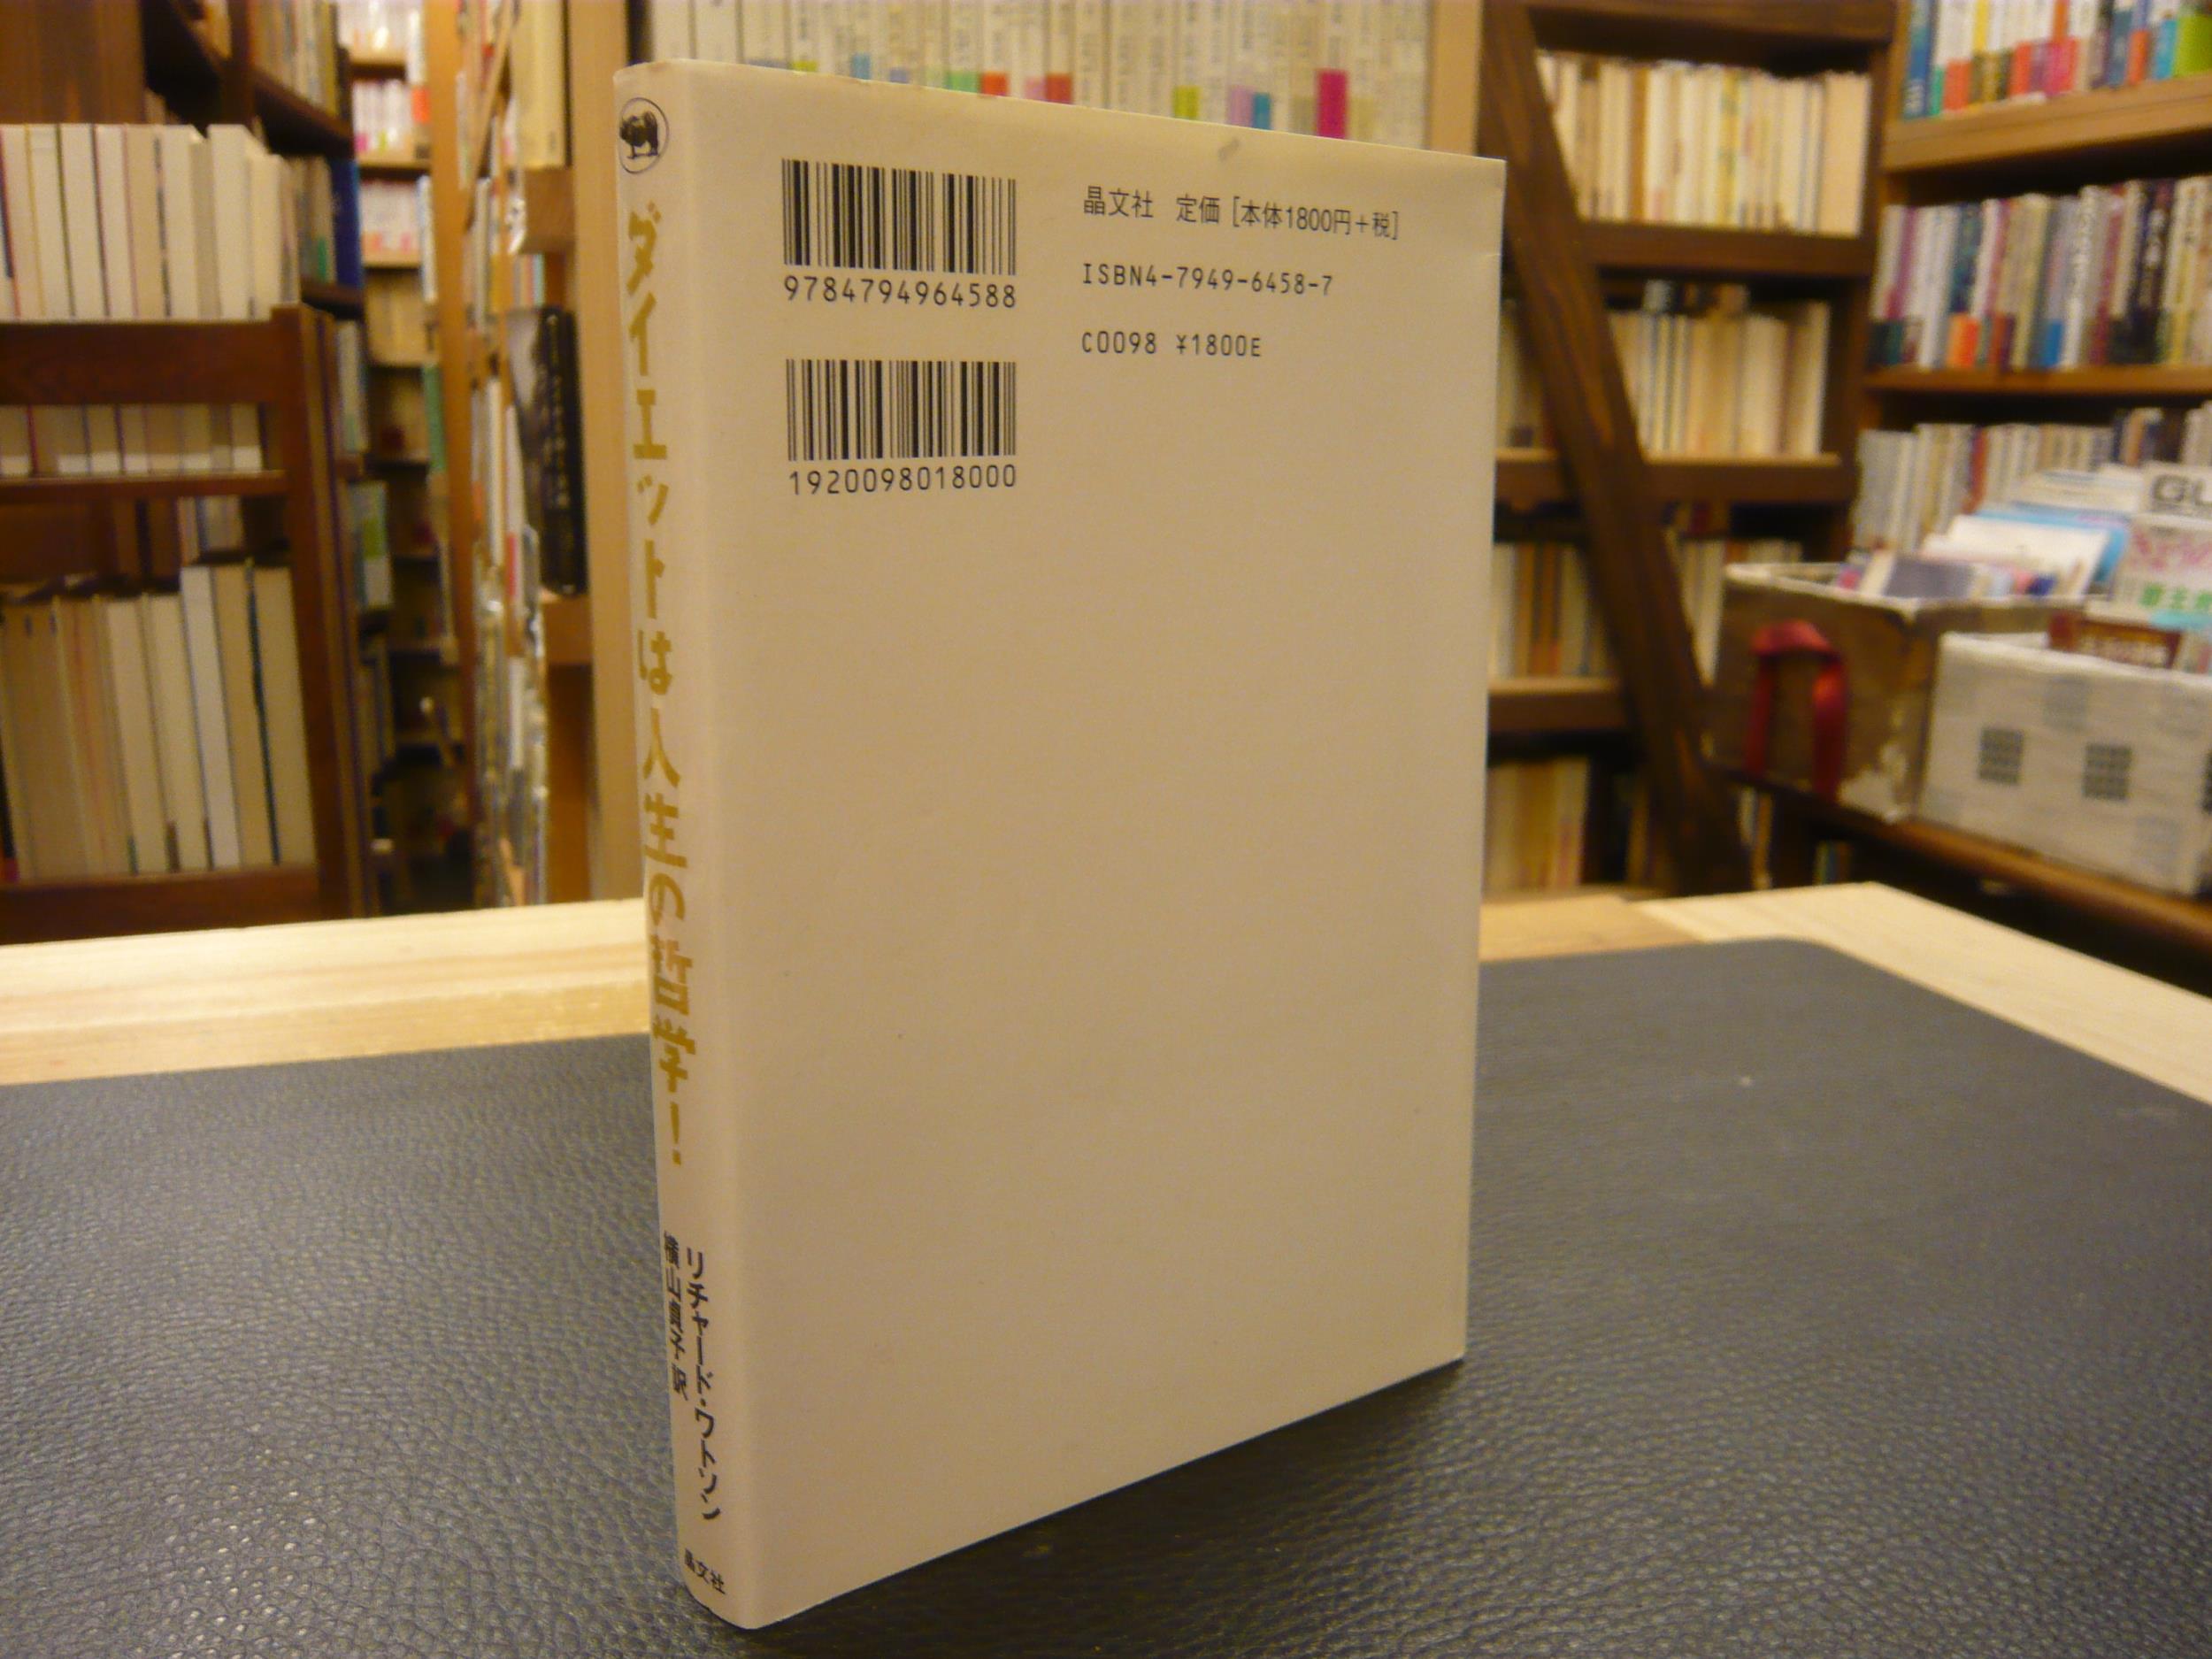 ダイエットは人生の哲学!
リチャード・ワトソン
横山貞子 訳
晶文社
9784794964588
1920098018000
晶文社 定価[本体1800円+税]
ISBN4-7949-6458-7
C0098 ¥1800E